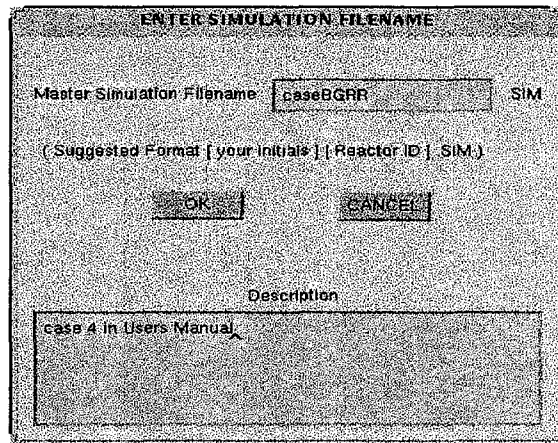 ENTER SIMULATION FILENAME
Master Simulation Filename caseBGRR .SIM
( Suggested Format [ your initials ] [ Reactor ID ] .SIM )
OK CANCEL
Description
case 4 in Users Manual